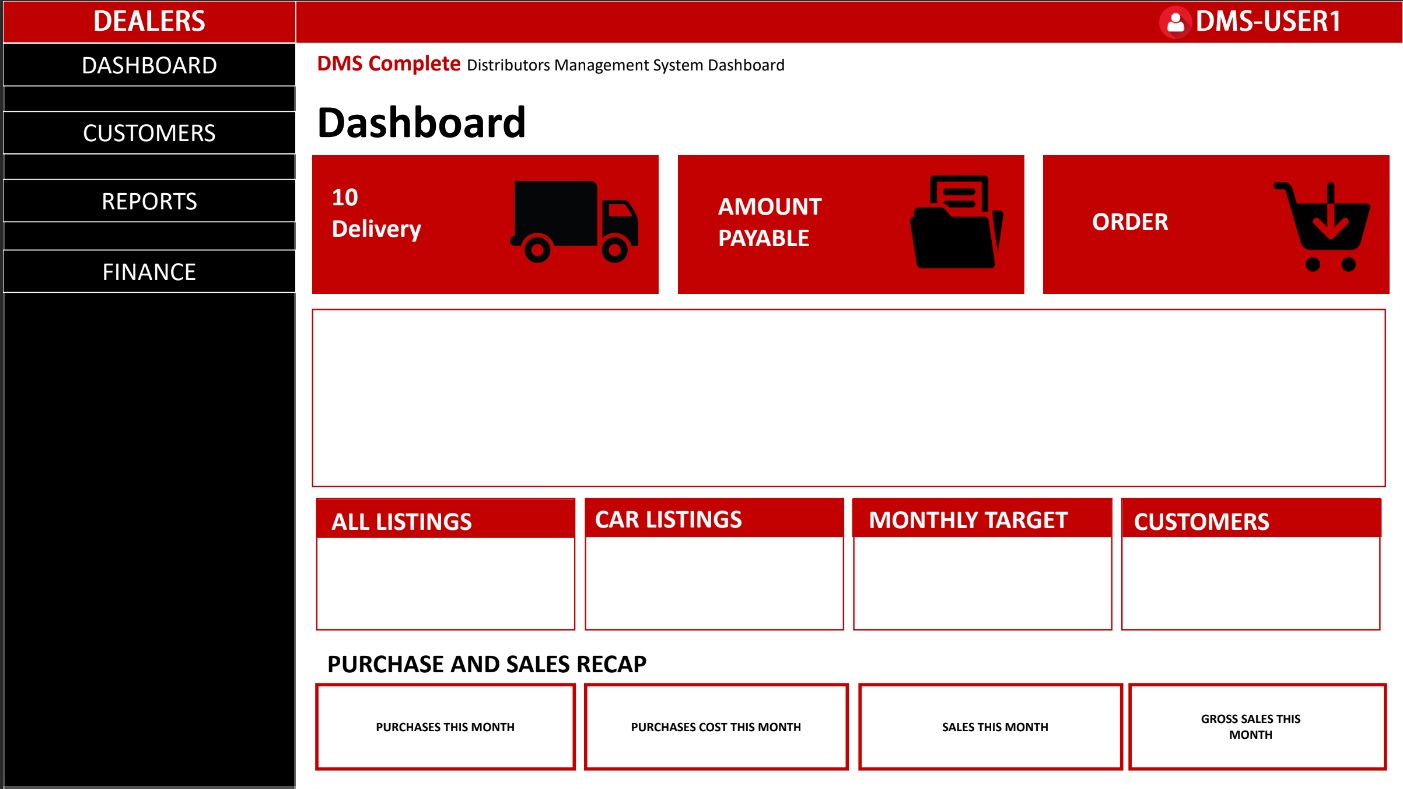 DEALERS
DMS-USER1
DASHBOARD
CUSTOMERS
REPORTS
FINANCE
DMS Complete Distributors Management System Dashboard
Dashboard
10
Delivery
AMOUNT
PAYABLE
ORDER
ALL LISTINGS
CAR LISTINGS
MONTHLY TARGET
CUSTOMERS
PURCHASE AND SALES RECAP
PURCHASES THIS MONTH
PURCHASES COST THIS MONTH
SALES THIS MONTH
GROSS SALES THIS
MONTH